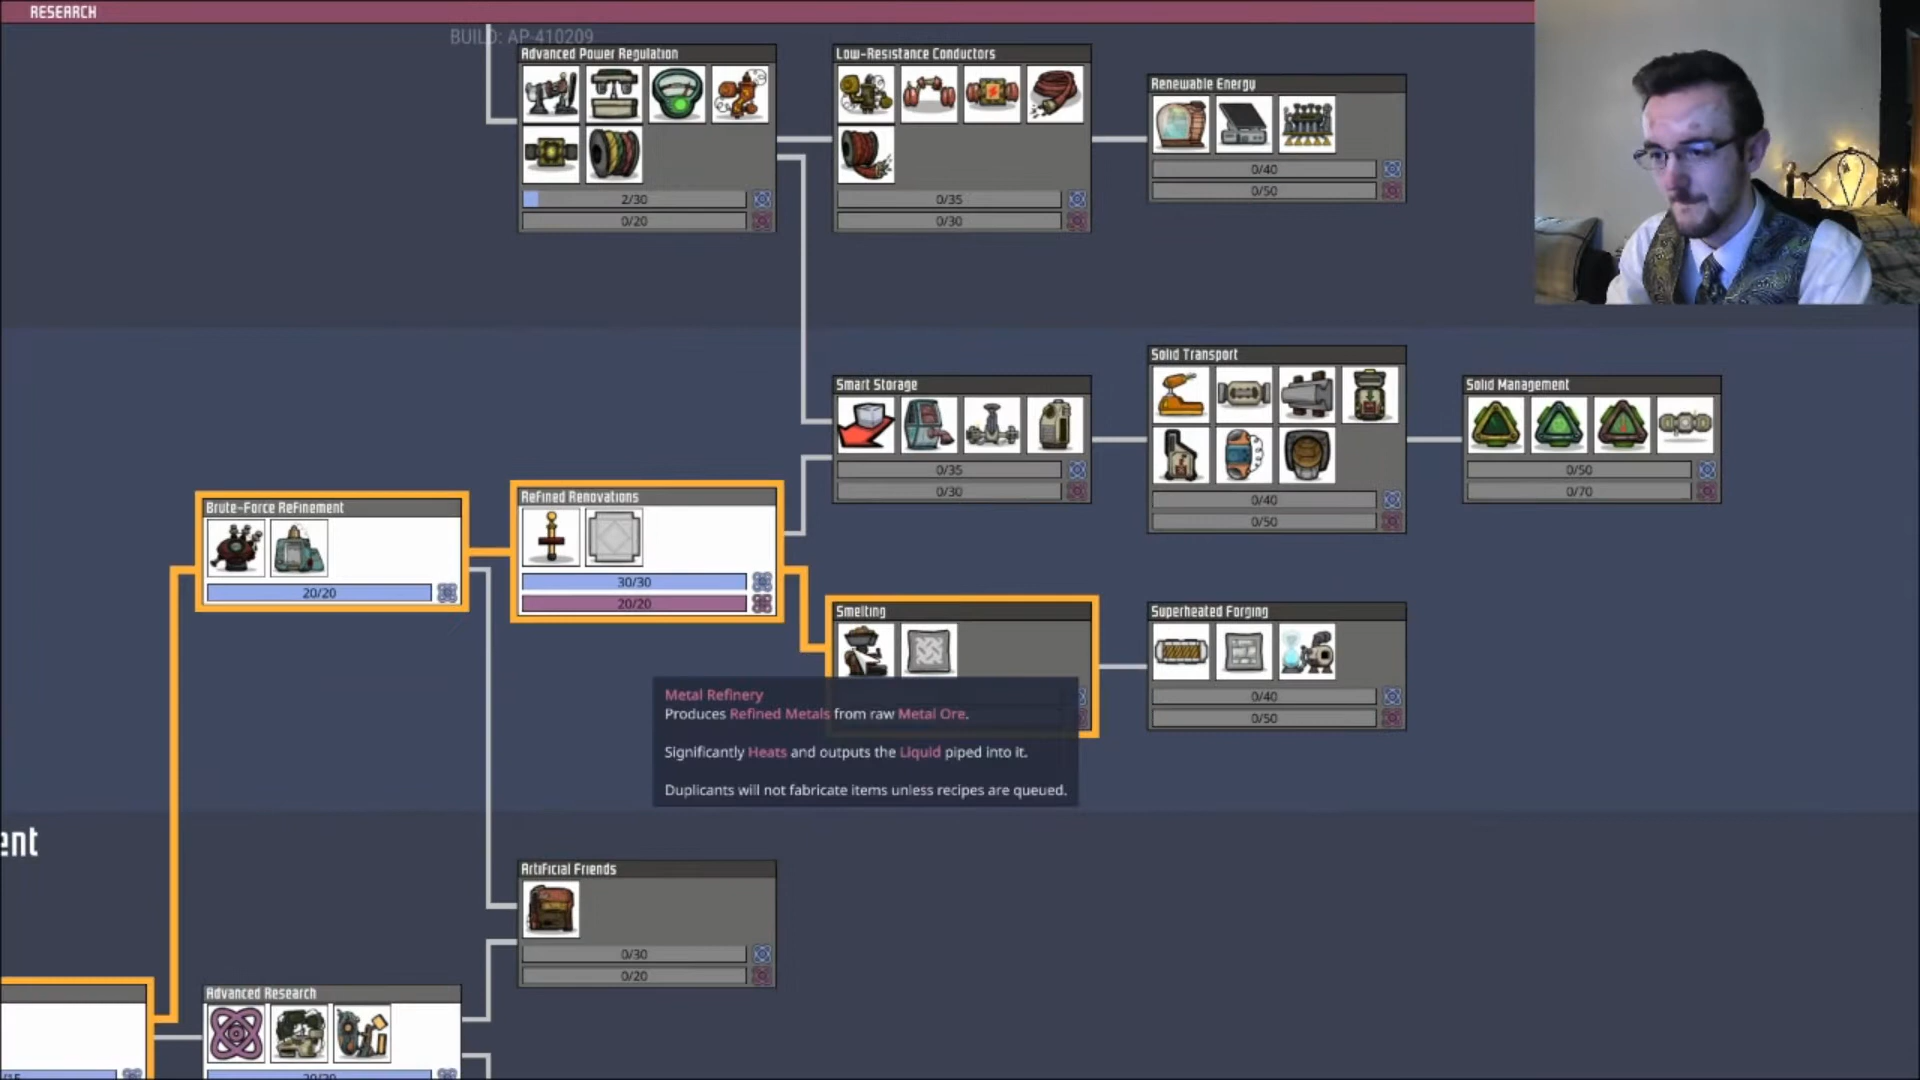 RESEARCH
BUILD: AP-410209
Advanced Power Regulation
2/30
0/20
Low-Resistance Conductors
0/35
0/30
Renewable Energy
0/40
0/50
Smart Storage
0/35
0/30
Solid Transport
0/40
0/50
Solid Management
0/50
0/70
Brute-Force Refinement
20/20
Refined Renovations
30/30
20/20
Smelting
Superheated Forging
0/40
0/50
Metal Refinery
Produces Refined Metals from raw Metal Ore.
Significantly Heats and outputs the Liquid piped into it.
Duplicants will not fabricate items unless recipes are queued.
ent
Artificial Friends
0/30
0/20
Advanced Research